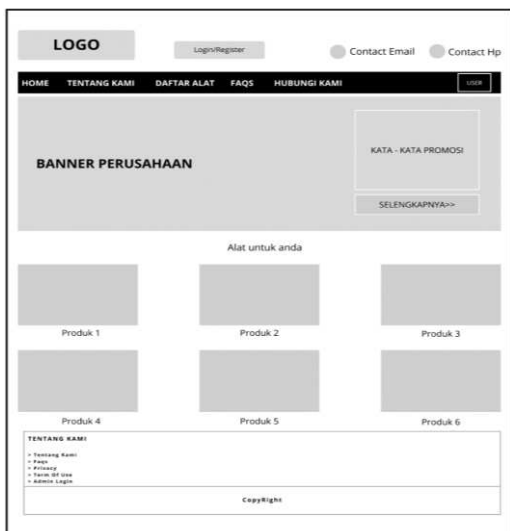 LOGO
Login/Register
Contact Email
Contact Hp
HOME TENTANG KAMI DAFTAR ALAT FAQS HUBUNGI KAMI USER
BANNER PERUSAHAAN
KATA - KATA PROMOSI
SELENGKAPNYA>>
Alat untuk anda
Produk 1 Produk 2 Produk 3
Produk 4 Produk 5 Produk 6
TENTANG KAMI
> Tentang Kami
> Faqs
> Privacy
> Term Of Use
> Admin Login
CopyRight